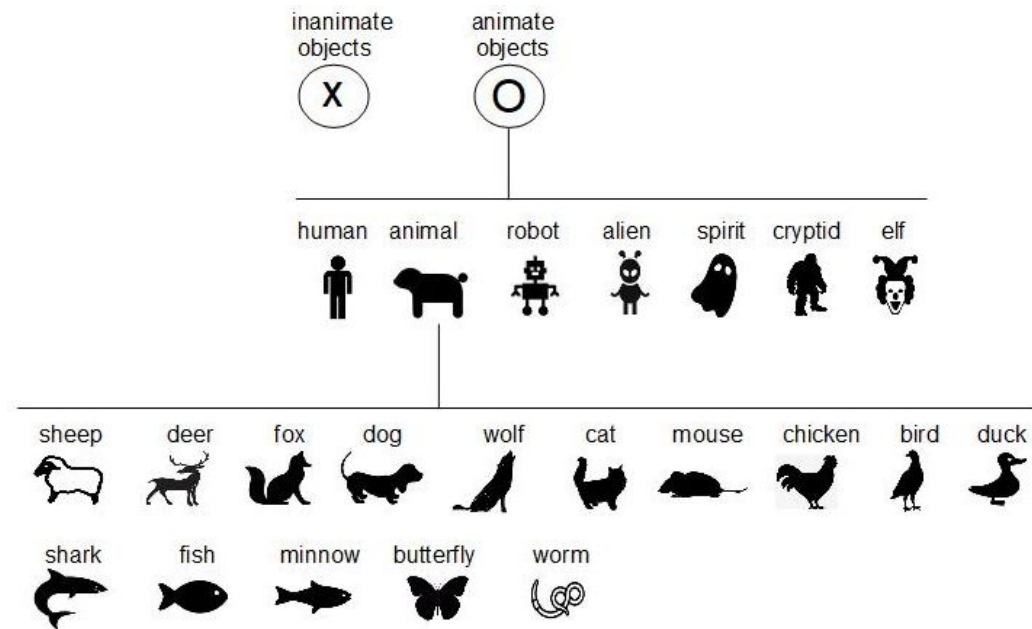 inanimate objects
animate objects
X
O
human animal robot alien spirit cryptid elf
sheep deer fox dog wolf cat mouse chicken bird duck
shark fish minnow butterfly worm